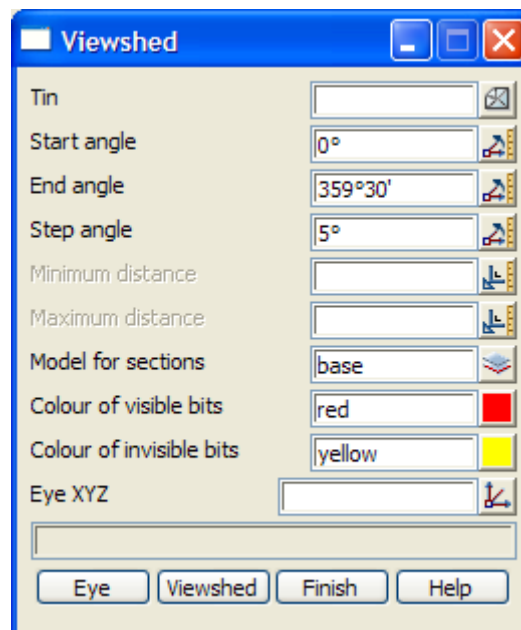 Viewshed
Tin
Start angle 0°
End angle 359°30'
Step angle 5°
Minimum distance
Maximum distance
Model for sections base
Colour of visible bits red
Colour of invisible bits yellow
Eye XYZ
Eye Viewshed Finish Help